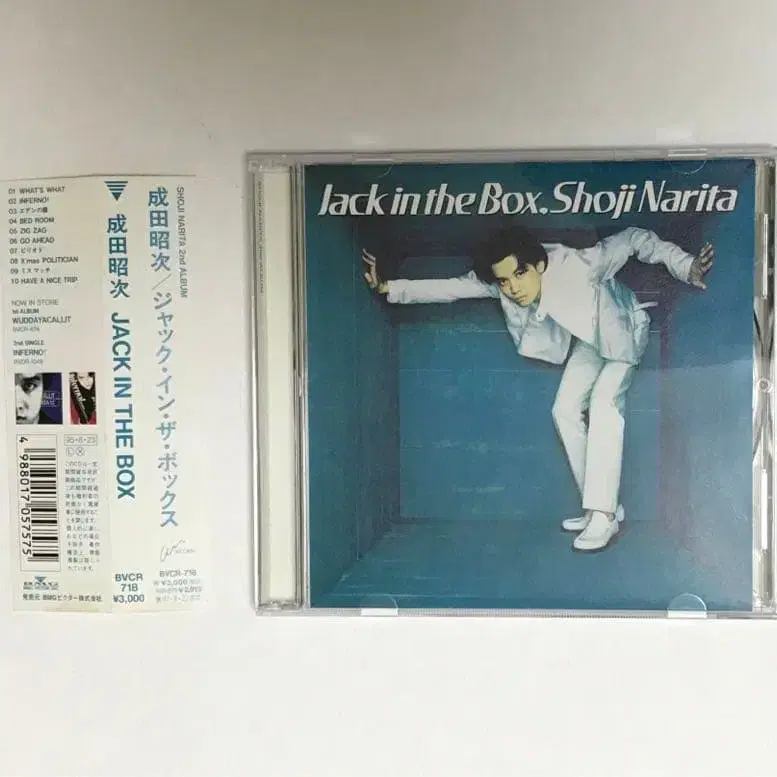 01 WHAT'S WHAT
02 INFERNO!
03 エデンの園
04 BED ROOM
05 ZIG ZAG
06 GO AHEAD
07 ピリオド
08 X'mas POLITICIAN
09 ミスマッチ
10 HAVE A NICE TRIP
NOW IN STORE
1st ALBUM
WUDDAYACALLIT
BVCR-674
2nd SINGLE
INFERNO!
4 988017 057575
95・8・23
発売元 BMGビクター株式会社
成田昭次 JACK IN THE BOX
BVCR
718
¥3,000
SHOJI NARITA 2nd ALBUM
成田昭次／ジャック・イン・ザ・ボックス
BVCR-718
Jack in the Box. Shoji Narita